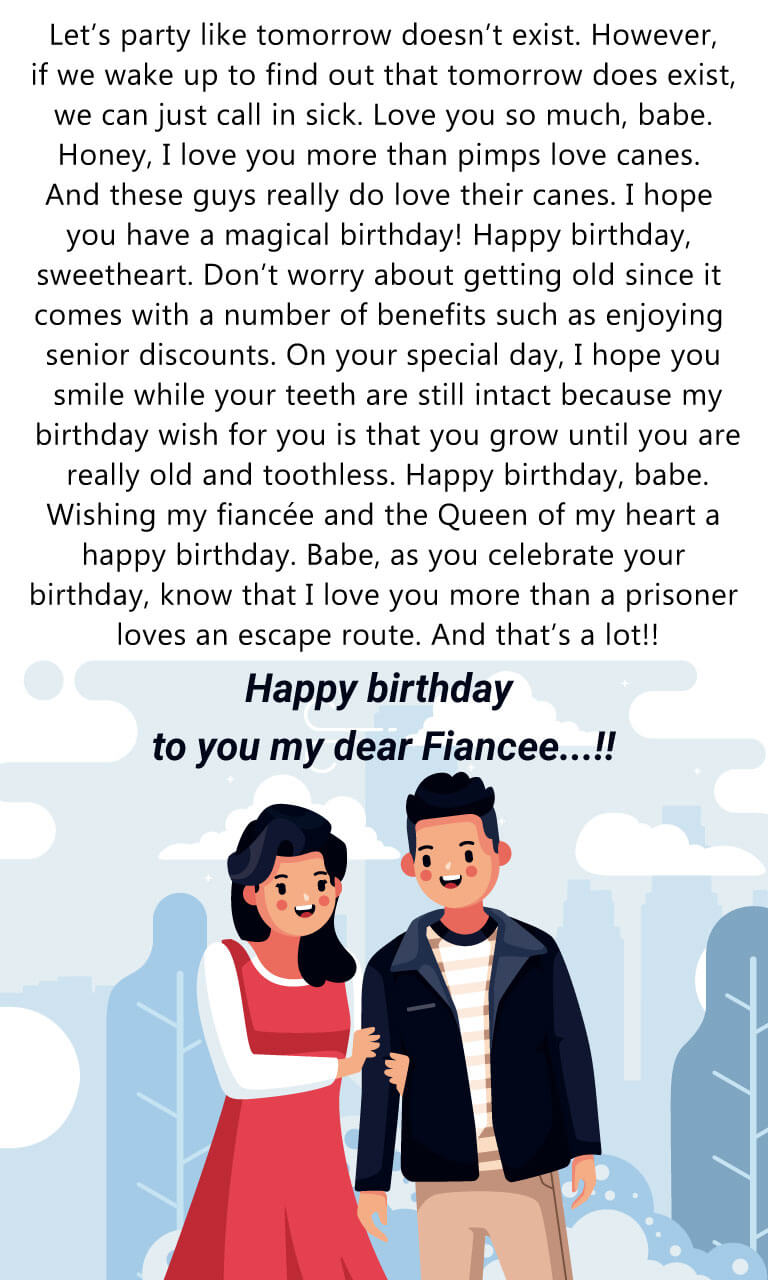 Let’s party like tomorrow doesn’t exist. However,
if we wake up to find out that tomorrow does exist,
we can just call in sick. Love you so much, babe.
Honey, I love you more than pimps love canes.
And these guys really do love their canes. I hope
you have a magical birthday! Happy birthday,
sweetheart. Don’t worry about getting old since it
comes with a number of benefits such as enjoying
senior discounts. On your special day, I hope you
smile while your teeth are still intact because my
birthday wish for you is that you grow until you are
really old and toothless. Happy birthday, babe.
Wishing my fiancée and the Queen of my heart a
happy birthday. Babe, as you celebrate your
birthday, know that I love you more than a prisoner
loves an escape route. And that’s a lot!!
Happy birthday
to you my dear Fiancee...!!